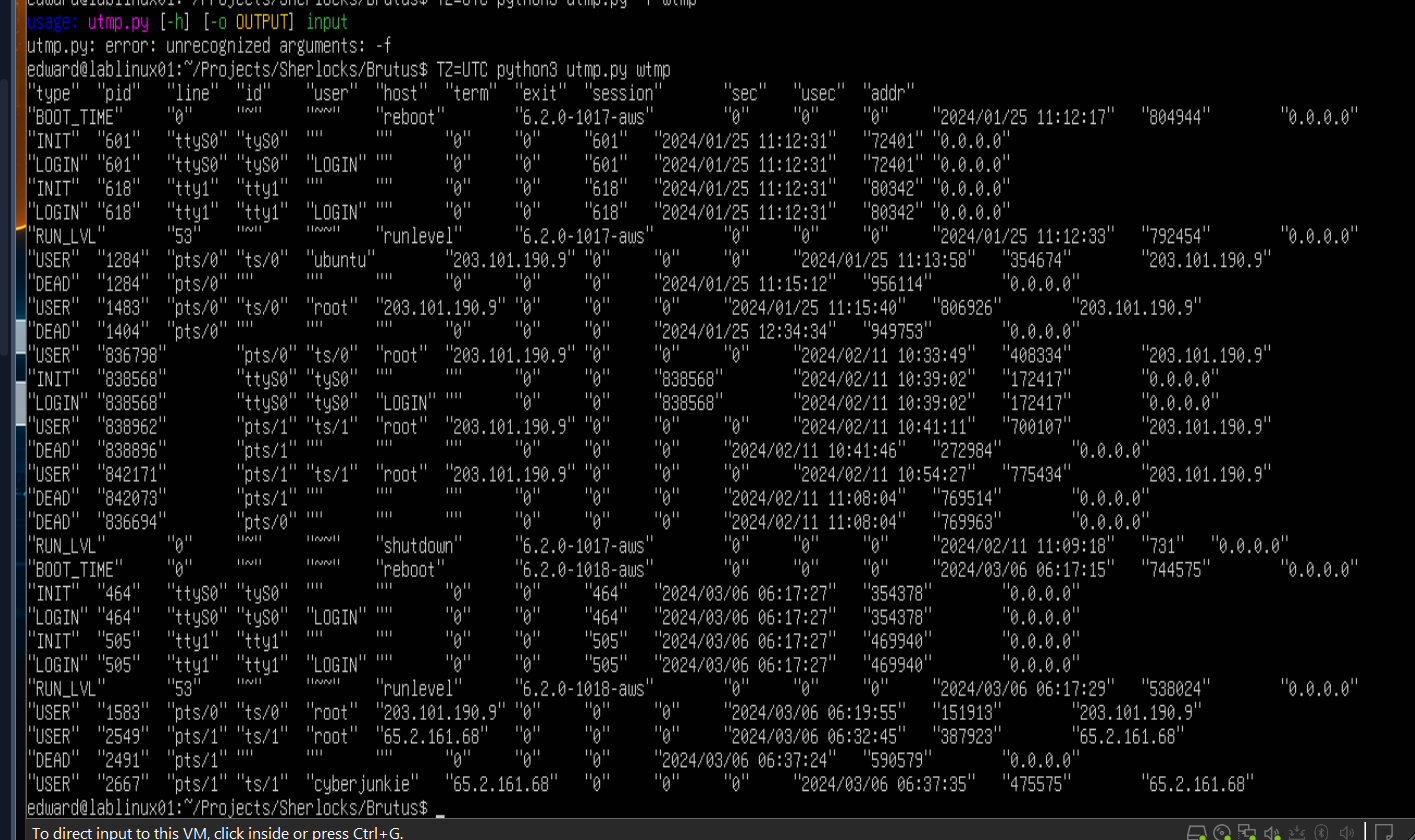 edward@lablinux01:~/Projects/Sherlocks/Brutus$ TZ=UTC python3 utmp.py -f wtmp
usage: utmp.py [-h] [-o OUTPUT] input
utmp.py: error: unrecognized arguments: -f
edward@lablinux01:~/Projects/Sherlocks/Brutus$ TZ=UTC python3 utmp.py wtmp
"type" "pid" "line" "id" "user" "host" "term" "exit" "session" "sec" "usec" "addr"
"BOOT_TIME" "0" "~" "~~" "reboot" "6.2.0-1017-aws" "0" "0" "0" "2024/01/25 11:12:17" "804944" "0.0.0.0"
"INIT" "601" "ttyS0" "tyS0" "" "" "0" "0" "601" "2024/01/25 11:12:31" "72401" "0.0.0.0"
"LOGIN" "601" "ttyS0" "tyS0" "LOGIN" "" "0" "0" "601" "2024/01/25 11:12:31" "72401" "0.0.0.0"
"INIT" "618" "tty1" "tty1" "" "" "0" "0" "618" "2024/01/25 11:12:31" "80342" "0.0.0.0"
"LOGIN" "618" "tty1" "tty1" "LOGIN" "" "0" "0" "618" "2024/01/25 11:12:31" "80342" "0.0.0.0"
"RUN_LVL" "53" "~" "~~" "runlevel" "6.2.0-1017-aws" "0" "0" "0" "2024/01/25 11:12:33" "792454" "0.0.0.0"
"USER" "1284" "pts/0" "ts/0" "ubuntu" "203.101.190.9" "0" "0" "0" "2024/01/25 11:13:58" "354674" "203.101.190.9"
"DEAD" "1284" "pts/0" "" "" "" "0" "0" "0" "2024/01/25 11:15:12" "956114" "0.0.0.0"
"USER" "1483" "pts/0" "ts/0" "root" "203.101.190.9" "0" "0" "0" "2024/01/25 11:15:40" "806926" "203.101.190.9"
"DEAD" "1404" "pts/0" "" "" "" "0" "0" "0" "2024/01/25 12:34:34" "949753" "0.0.0.0"
"USER" "836798" "pts/0" "ts/0" "root" "203.101.190.9" "0" "0" "0" "2024/02/11 10:33:49" "408334" "203.101.190.9"
"INIT" "838568" "ttyS0" "tyS0" "" "" "0" "0" "838568" "2024/02/11 10:39:02" "172417" "0.0.0.0"
"LOGIN" "838568" "ttyS0" "tyS0" "LOGIN" "" "0" "0" "838568" "2024/02/11 10:39:02" "172417" "0.0.0.0"
"USER" "838962" "pts/1" "ts/1" "root" "203.101.190.9" "0" "0" "0" "2024/02/11 10:41:11" "700107" "203.101.190.9"
"DEAD" "838896" "pts/1" "" "" "" "0" "0" "0" "2024/02/11 10:41:46" "272984" "0.0.0.0"
"USER" "842171" "pts/1" "ts/1" "root" "203.101.190.9" "0" "0" "0" "2024/02/11 10:54:27" "775434" "203.101.190.9"
"DEAD" "842073" "pts/1" "" "" "" "0" "0" "0" "2024/02/11 11:08:04" "769514" "0.0.0.0"
"DEAD" "836694" "pts/0" "" "" "" "0" "0" "0" "2024/02/11 11:08:04" "769963" "0.0.0.0"
"RUN_LVL" "0" "~" "~~" "shutdown" "6.2.0-1017-aws" "0" "0" "0" "2024/02/11 11:09:18" "731" "0.0.0.0"
"BOOT_TIME" "0" "~" "~~" "reboot" "6.2.0-1018-aws" "0" "0" "0" "2024/03/06 06:17:15" "744575" "0.0.0.0"
"INIT" "464" "ttyS0" "tyS0" "" "" "0" "0" "464" "2024/03/06 06:17:27" "354378" "0.0.0.0"
"LOGIN" "464" "ttyS0" "tyS0" "LOGIN" "" "0" "0" "464" "2024/03/06 06:17:27" "354378" "0.0.0.0"
"INIT" "505" "tty1" "tty1" "" "" "0" "0" "505" "2024/03/06 06:17:27" "469940" "0.0.0.0"
"LOGIN" "505" "tty1" "tty1" "LOGIN" "" "0" "0" "505" "2024/03/06 06:17:27" "469940" "0.0.0.0"
"RUN_LVL" "53" "~" "~~" "runlevel" "6.2.0-1018-aws" "0" "0" "0" "2024/03/06 06:17:29" "538024" "0.0.0.0"
"USER" "1583" "pts/0" "ts/0" "root" "203.101.190.9" "0" "0" "0" "2024/03/06 06:19:55" "151913" "203.101.190.9"
"USER" "2549" "pts/1" "ts/1" "root" "65.2.161.68" "0" "0" "0" "2024/03/06 06:32:45" "387923" "65.2.161.68"
"DEAD" "2491" "pts/1" "" "" "" "0" "0" "0" "2024/03/06 06:37:24" "590579" "0.0.0.0"
"USER" "2667" "pts/1" "ts/1" "cyberjunkie" "65.2.161.68" "0" "0" "0" "2024/03/06 06:37:35" "475575" "65.2.161.68"
edward@lablinux01:~/Projects/Sherlocks/Brutus$ _
To direct input to this VM, click inside or press Ctrl+G.